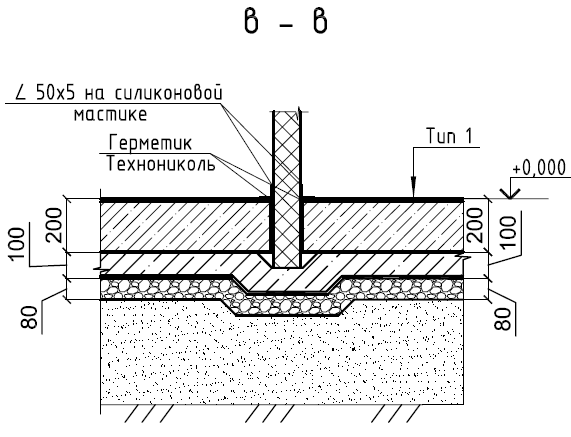 в - в
∠ 50х5 на силиконовой
мастике
Герметик
Технониколь
Тип 1
+0,000
200
100
80
200
100
80